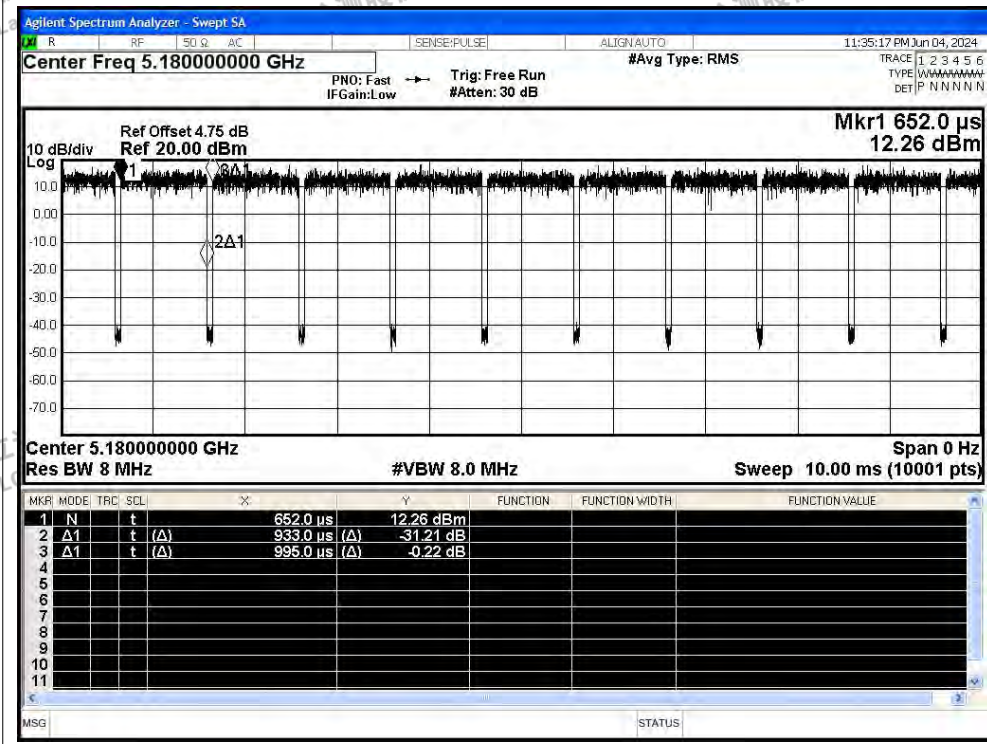 Agilent Spectrum Analyzer - Swept SA
R RF 50 Ω AC SENSE:PULSE ALIGN AUTO 11:35:17 PM Jun 04, 2024
Center Freq 5.180000000 GHz
#Avg Type: RMS
TRACE 1 2 3 4 5 6
PNO: Fast Trig: Free Run
TYPE WWWWWW
IFGain:Low #Atten: 30 dB
DET P N N N N N
Mkr1 652.0 µs
12.26 dBm
Ref Offset 4.75 dB
10 dB/div Ref 20.00 dBm
Log
1
3Δ1
10.0
0.00
-10.0
2Δ1
-20.0
-30.0
-40.0
-50.0
-60.0
-70.0
Center 5.180000000 GHz Span 0 Hz
Res BW 8 MHz #VBW 8.0 MHz Sweep 10.00 ms (10001 pts)
MKR MODE TRC SCL X Y FUNCTION FUNCTION WIDTH FUNCTION VALUE
1 N t 652.0 µs 12.26 dBm
2 Δ1 t (Δ) 933.0 µs (Δ) -31.21 dB
3 Δ1 t (Δ) 995.0 µs (Δ) -0.22 dB
4
5
6
7
8
9
10
11
MSG STATUS